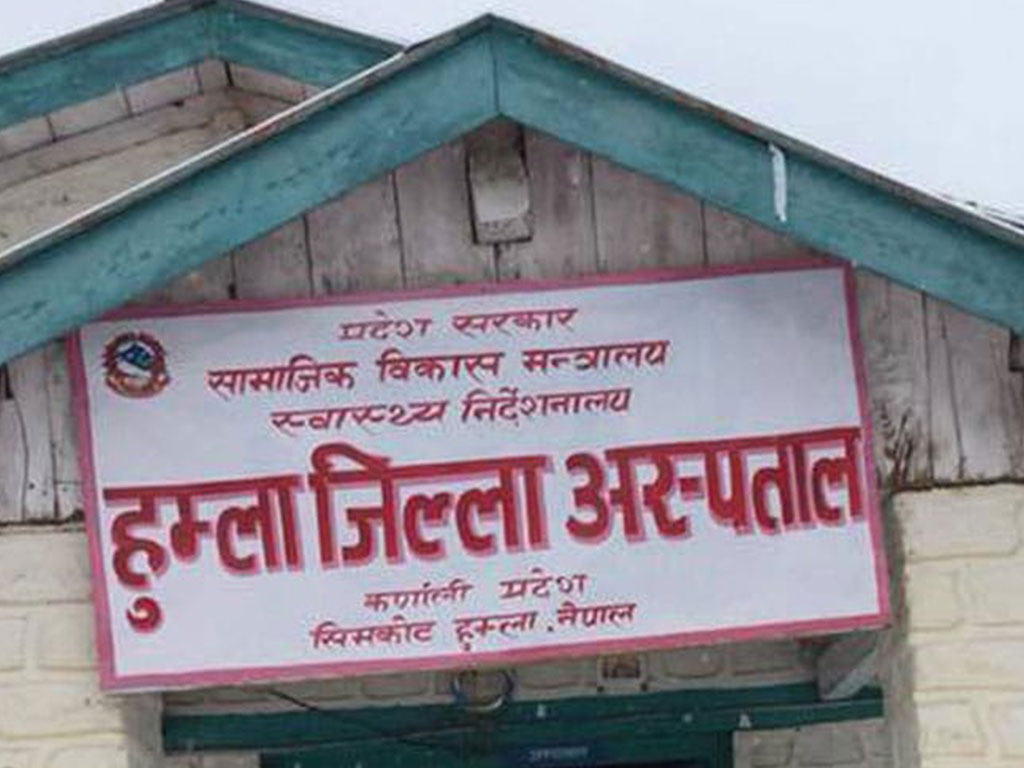 प्रदेश सरकार
सामाजिक विकास मन्त्रालय
स्वास्थ्य निर्देशनालय
हुम्ला जिल्ला अस्पताल
कर्णाली प्रदेश
सिमकोट हुम्ला . नेपाल